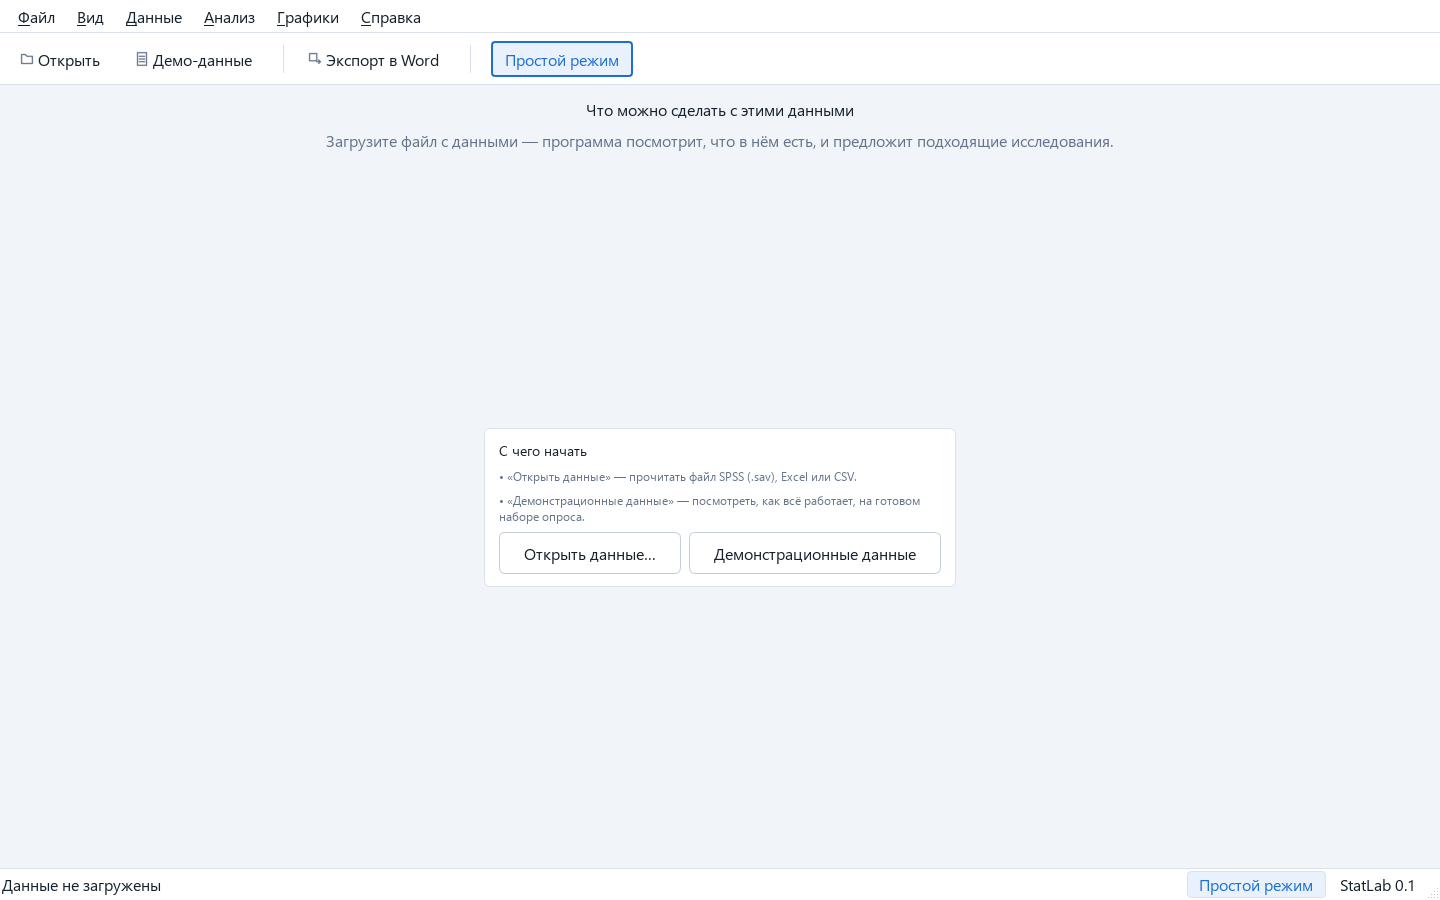 Файл Вид Данные Анализ Графики Справка
Открыть Демо-данные Экспорт в Word Простой режим
Что можно сделать с этими данными
Загрузите файл с данными — программа посмотрит, что в нём есть, и предложит подходящие исследования.
С чего начать
• «Открыть данные» — прочитать файл SPSS (.sav), Excel или CSV.
• «Демонстрационные данные» — посмотреть, как всё работает, на готовом
наборе опроса.
Открыть данные... Демонстрационные данные
Данные не загружены Простой режим StatLab 0.1